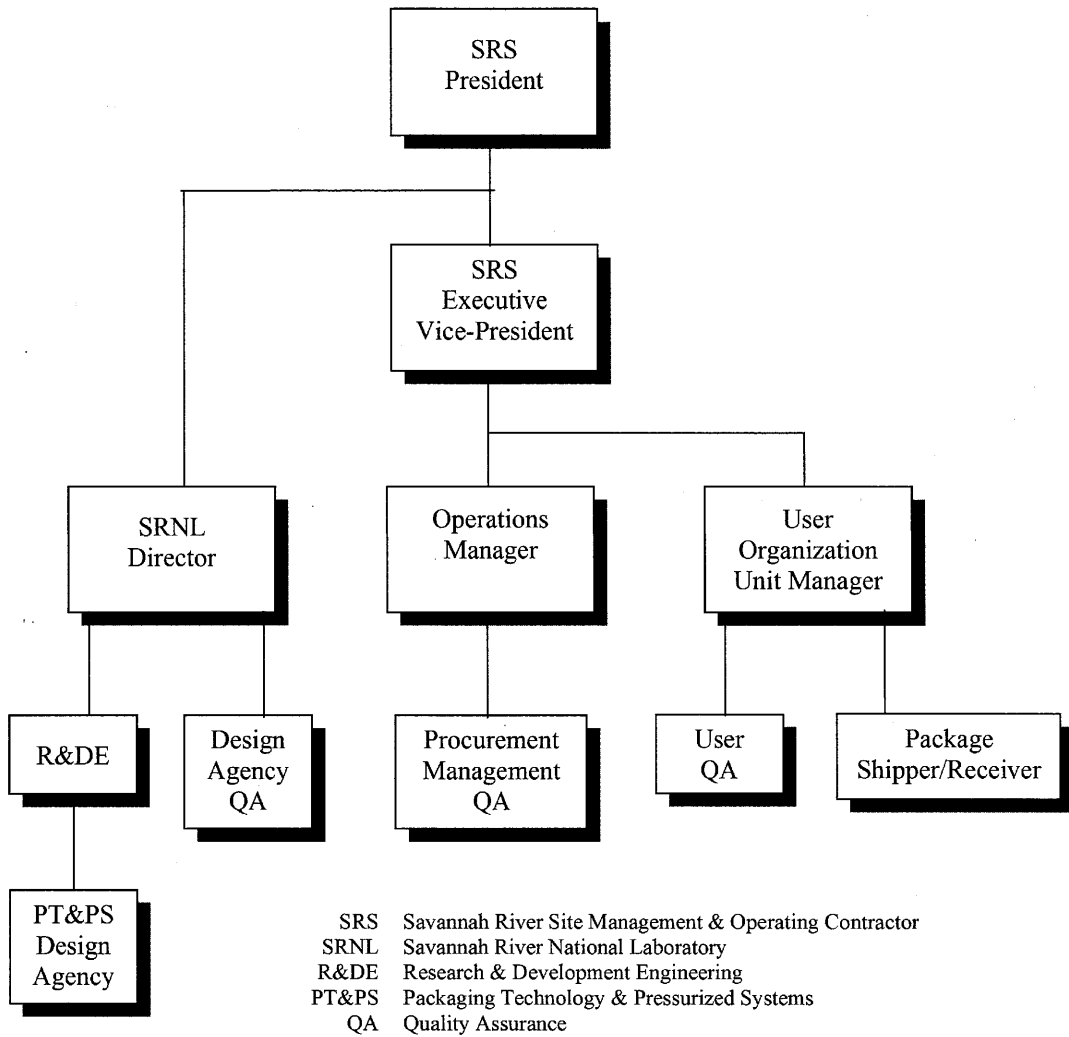 SRS
President
SRS
Executive
Vice-President
SRNL
Director
Operations
Manager
User
Organization
Unit Manager
R&DE
Design
Agency
QA
Procurement
Management
QA
User
QA
Package
Shipper/Receiver
PT&PS
Design
Agency
SRS Savannah River Site Management & Operating Contractor
SRNL Savannah River National Laboratory
R&DE Research & Development Engineering
PT&PS Packaging Technology & Pressurized Systems
QA Quality Assurance